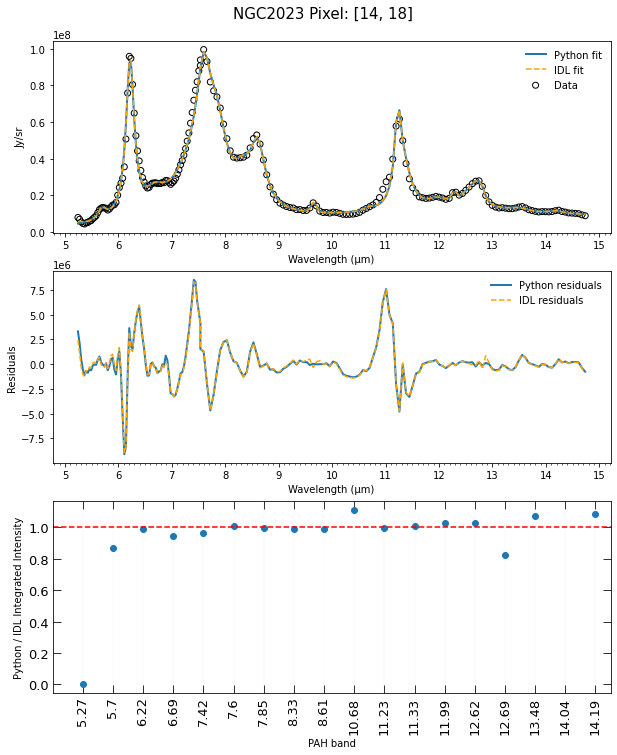 NGC2023 Pixel: [14, 18]
1e8
1.0
0.8
0.6
0.4
0.2
0.0
Jy/sr
Python fit
IDL fit
Data
5 6 7 8 9 10 11 12 13 14 15
Wavelength (μm)
1e6
7.5
5.0
2.5
0.0
−2.5
−5.0
−7.5
Residuals
Python residuals
IDL residuals
5 6 7 8 9 10 11 12 13 14 15
Wavelength (μm)
1.0
0.8
0.6
0.4
0.2
0.0
Python / IDL Integrated Intensity
5.27 5.7 6.22 6.69 7.42 7.6 7.85 8.33 8.61 10.68 11.23 11.33 11.99 12.62 12.69 13.48 14.04 14.19
PAH band